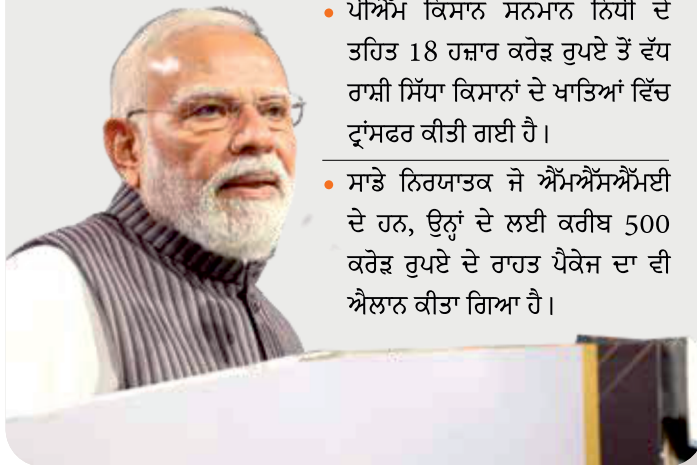 • ਪੀਐੱਮ ਕਿਸਾਨ ਸਨਮਾਨ ਨਿਧੀ ਦੇ
ਤਹਿਤ 18 ਹਜ਼ਾਰ ਕਰੋੜ ਰੁਪਏ ਤੋਂ ਵੱਧ
ਰਾਸ਼ੀ ਸਿੱਧਾ ਕਿਸਾਨਾਂ ਦੇ ਖਾਤਿਆਂ ਵਿੱਚ
ਟ੍ਰਾਂਸਫਰ ਕੀਤੀ ਗਈ ਹੈ।
• ਸਾਡੇ ਨਿਰਯਾਤਕ ਜੋ ਐੱਮਐੱਸਐੱਮਈ
ਦੇ ਹਨ, ਉਨ੍ਹਾਂ ਦੇ ਲਈ ਕਰੀਬ 500
ਕਰੋੜ ਰੁਪਏ ਦੇ ਰਾਹਤ ਪੈਕੇਜ ਦਾ ਵੀ
ਐਲਾਨ ਕੀਤਾ ਗਿਆ ਹੈ।